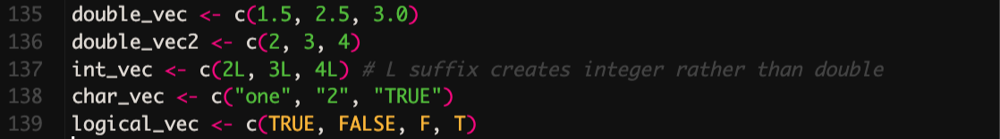 135 double_vec <- c(1.5, 2.5, 3.0)
136 double_vec2 <- c(2, 3, 4)
137 int_vec <- c(2L, 3L, 4L) # L suffix creates integer rather than double
138 char_vec <- c("one", "2", "TRUE")
139 logical_vec <- c(TRUE, FALSE, F, T)